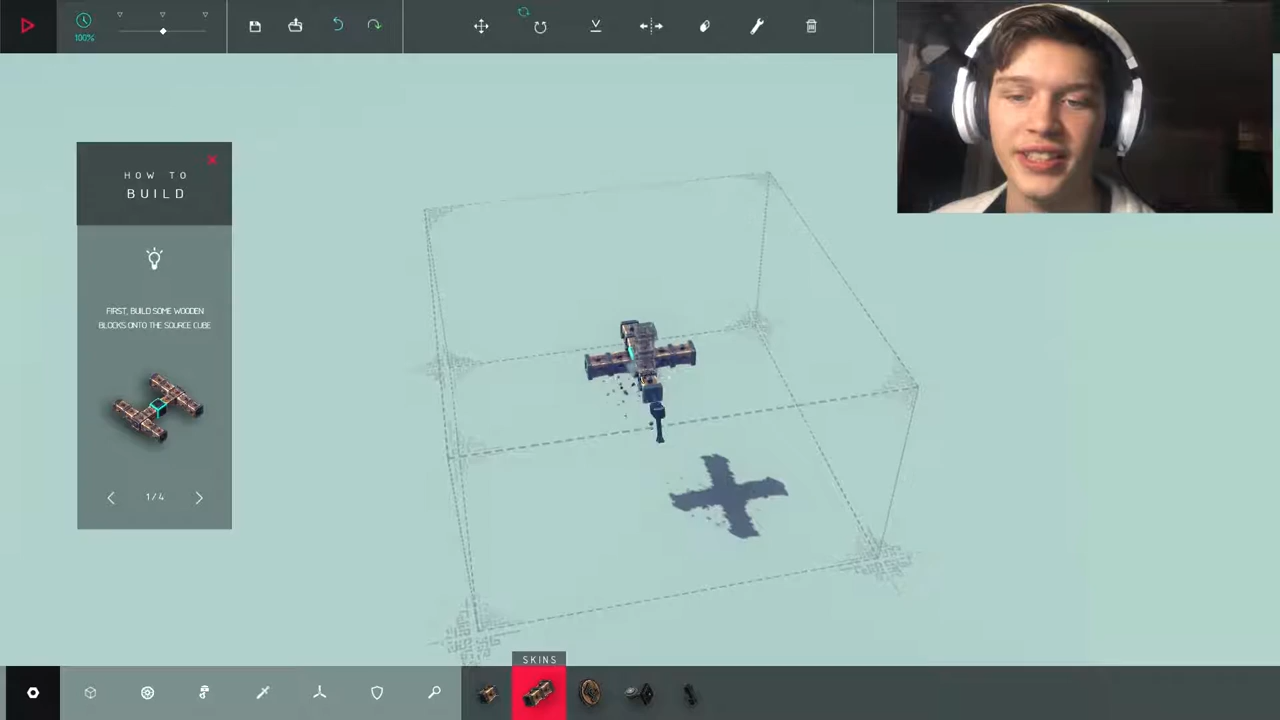 100%
HOW TO
BUILD
FIRST, BUILD SOME WOODEN
BLOCKS ONTO THE SOURCE CUBE
1/4
SKINS